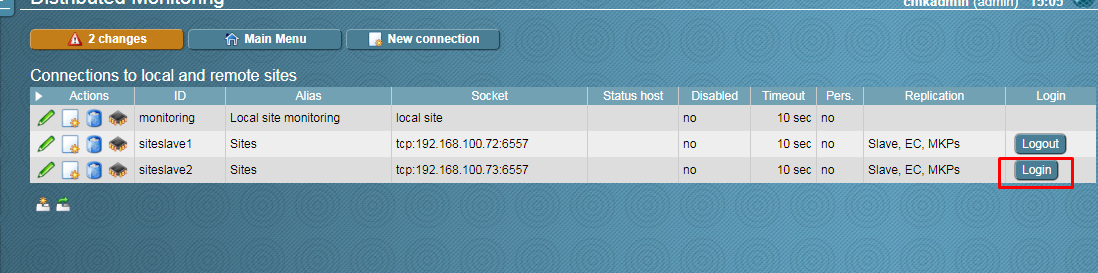 Distributed Monitoring cmkadmin (admin) 15:05
2 changes Main Menu New connection
Connections to local and remote sites
Actions ID Alias Socket Status host Disabled Timeout Pers. Replication Login
monitoring Local site monitoring local site no 10 sec no
siteslave1 Sites tcp:192.168.100.72:6557 no 10 sec no Slave, EC, MKPs Logout
siteslave2 Sites tcp:192.168.100.73:6557 no 10 sec no Slave, EC, MKPs Login